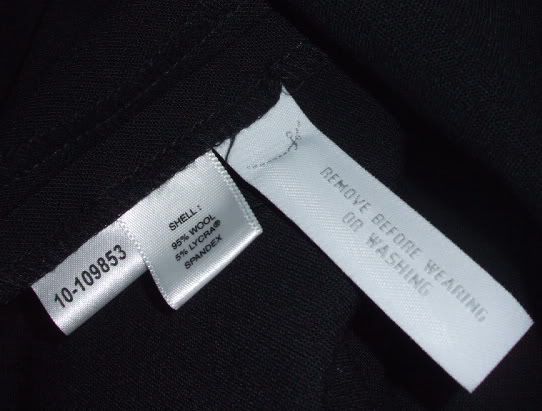 10-109853
SHELL:
95% WOOL
5% LYCRA®
SPANDEX
REMOVE BEFORE WEARING
OR WASHING